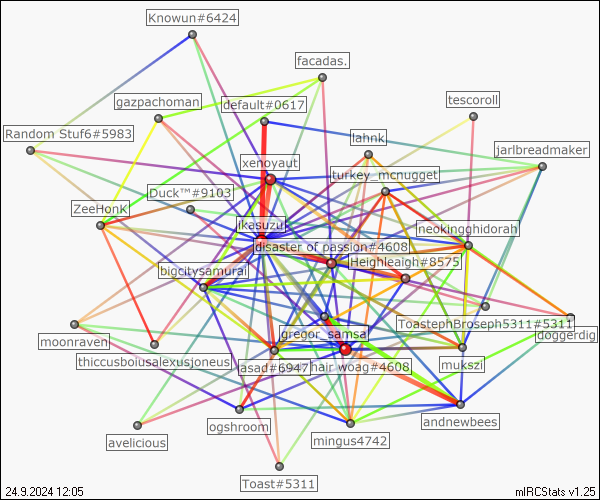 Knowun#6424
facadas.
gazpachoman
default#0617
tescoroll
Random Stuf6#5983
lahnk
jarlbreadmaker
xenoyaut
turkey_mcnugget
Duck™#9103
ZeeHonK
ikasuzu
neokingghidorah
disaster of passion#4608
Heighleaigh#8575
bigcitysamurai
ToastephBroseph5311#5311
moonraven
gregor_samsa
doggerdig
thiccusboiusalexusjoneus
asad#6947
hair woag#4608
mukszi
ogshroom
andnewbees
avelicious
mingus4742
Toast#5311
24.9.2024 12:05
mIRCStats v1.25